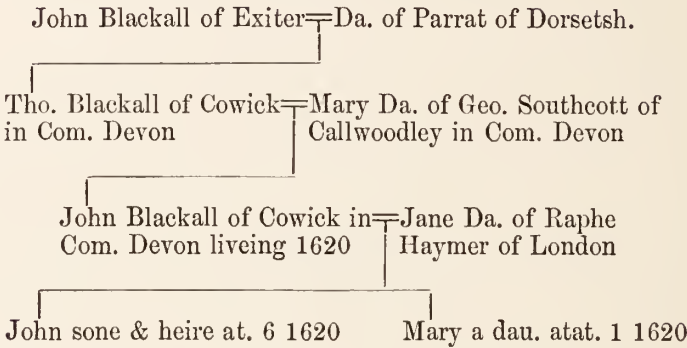 John Blackall of Exiter Da. of Parrat of Dorsetsh.
Tho. Blackall of Cowick Mary Da. of Geo. Southcott of
in Com. Devon Callwoodley in Com. Devon
John Blackall of Cowick in Jane Da. of Raphe
Com. Devon liveing 1620 Haymer of London
John sone & heire at. 6 1620 Mary a dau. atat. 1 1620